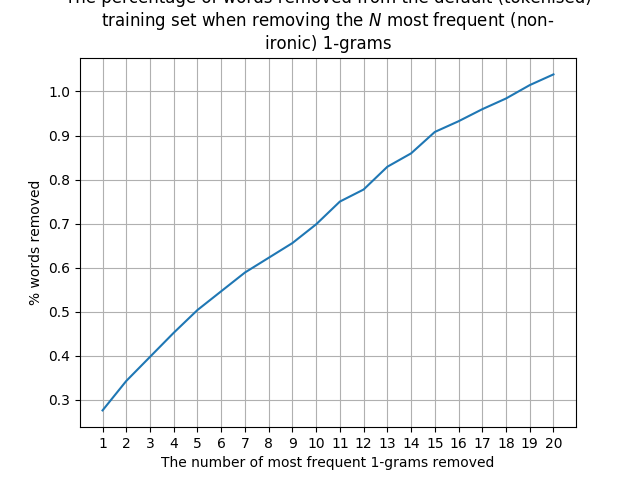 The percentage of words removed from the default (tokenised)
training set when removing the N most frequent (non-
ironic) 1-grams
1.0
0.9
0.8
0.7
0.6
0.5
0.4
0.3
% words removed
1 2 3 4 5 6 7 8 9 10 11 12 13 14 15 16 17 18 19 20
The number of most frequent 1-grams removed